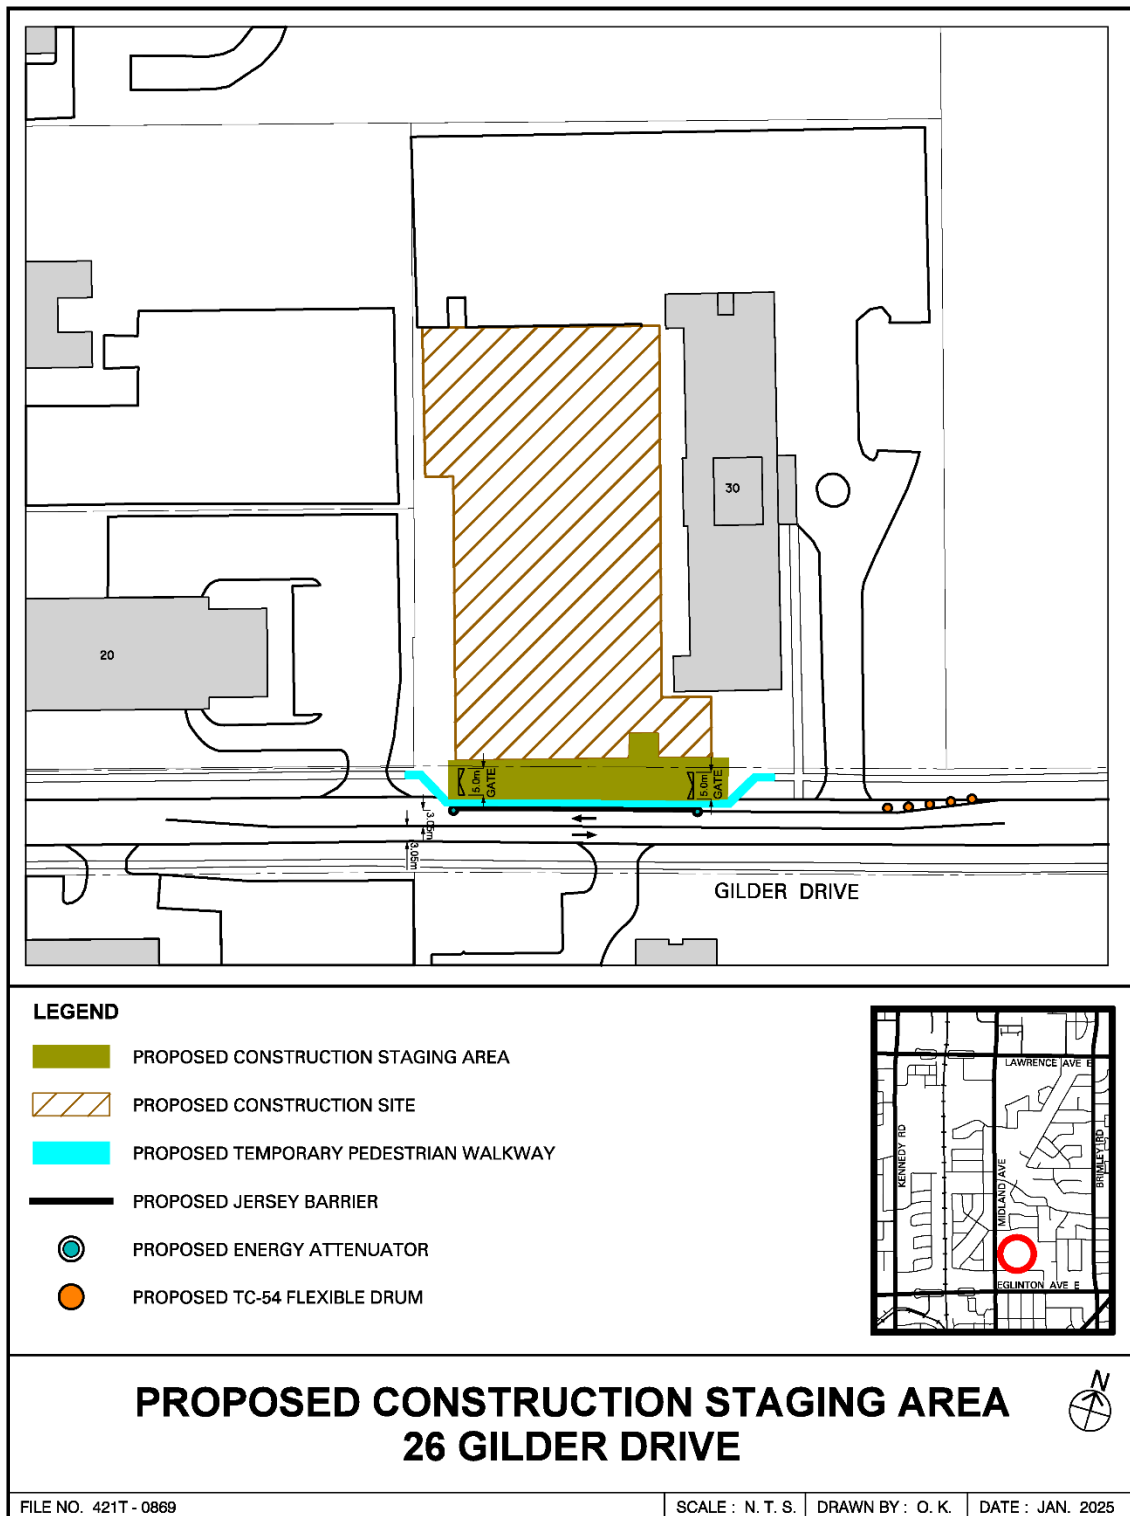 30
20
5.0m
GATE
5.0m
GATE
3.05m
3.05m
GILDER DRIVE
LEGEND
PROPOSED CONSTRUCTION STAGING AREA
PROPOSED CONSTRUCTION SITE
PROPOSED TEMPORARY PEDESTRIAN WALKWAY
PROPOSED JERSEY BARRIER
PROPOSED ENERGY ATTENUATOR
PROPOSED TC-54 FLEXIBLE DRUM
LAWRENCE AVE E
KENNEDY RD
MIDLAND AVE
BRIMLEY RD
EGLINTON AVE E
PROPOSED CONSTRUCTION STAGING AREA
26 GILDER DRIVE
N
FILE NO. 421T - 0869
SCALE : N. T. S.
DRAWN BY : O. K.
DATE : JAN. 2025